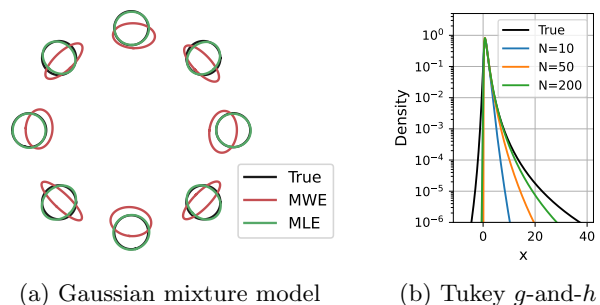 True
MWE
MLE
(a) Gaussian mixture model
Density
10⁰
10⁻¹
10⁻²
10⁻³
10⁻⁴
10⁻⁵
10⁻⁶
True
N=10
N=50
N=200
0
20
40
x
(b) Tukey g-and-h